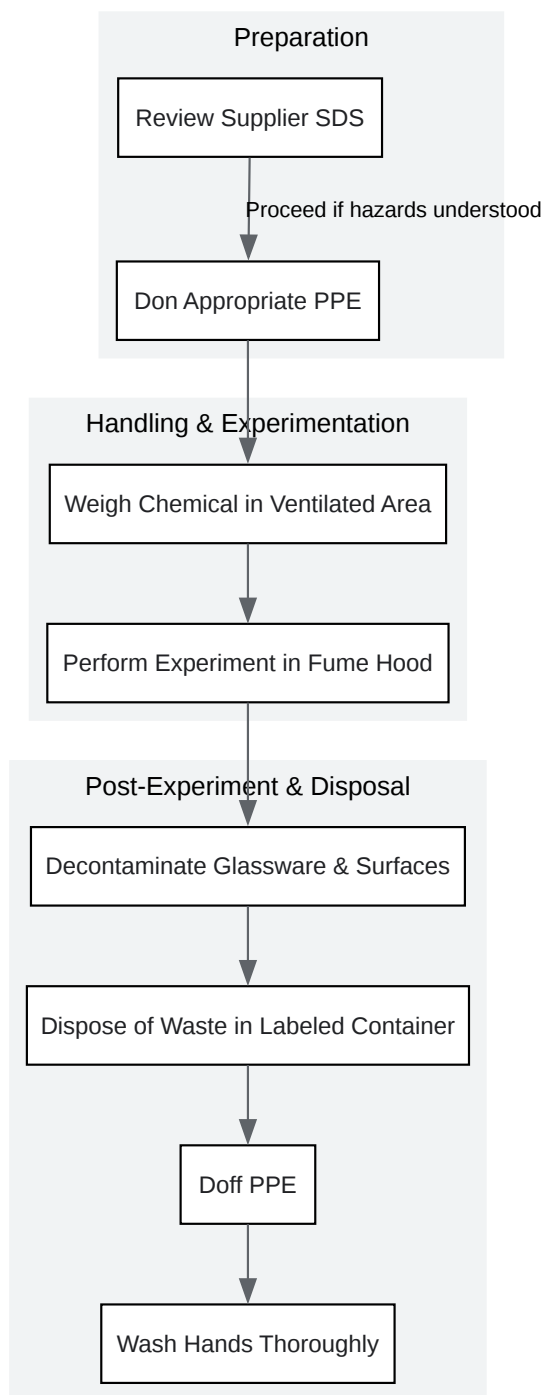 Preparation
Review Supplier SDS
Proceed if hazards understood
Don Appropriate PPE
Handling & Experimentation
Weigh Chemical in Ventilated Area
Perform Experiment in Fume Hood
Post-Experiment & Disposal
Decontaminate Glassware & Surfaces
Dispose of Waste in Labeled Container
Doff PPE
Wash Hands Thoroughly